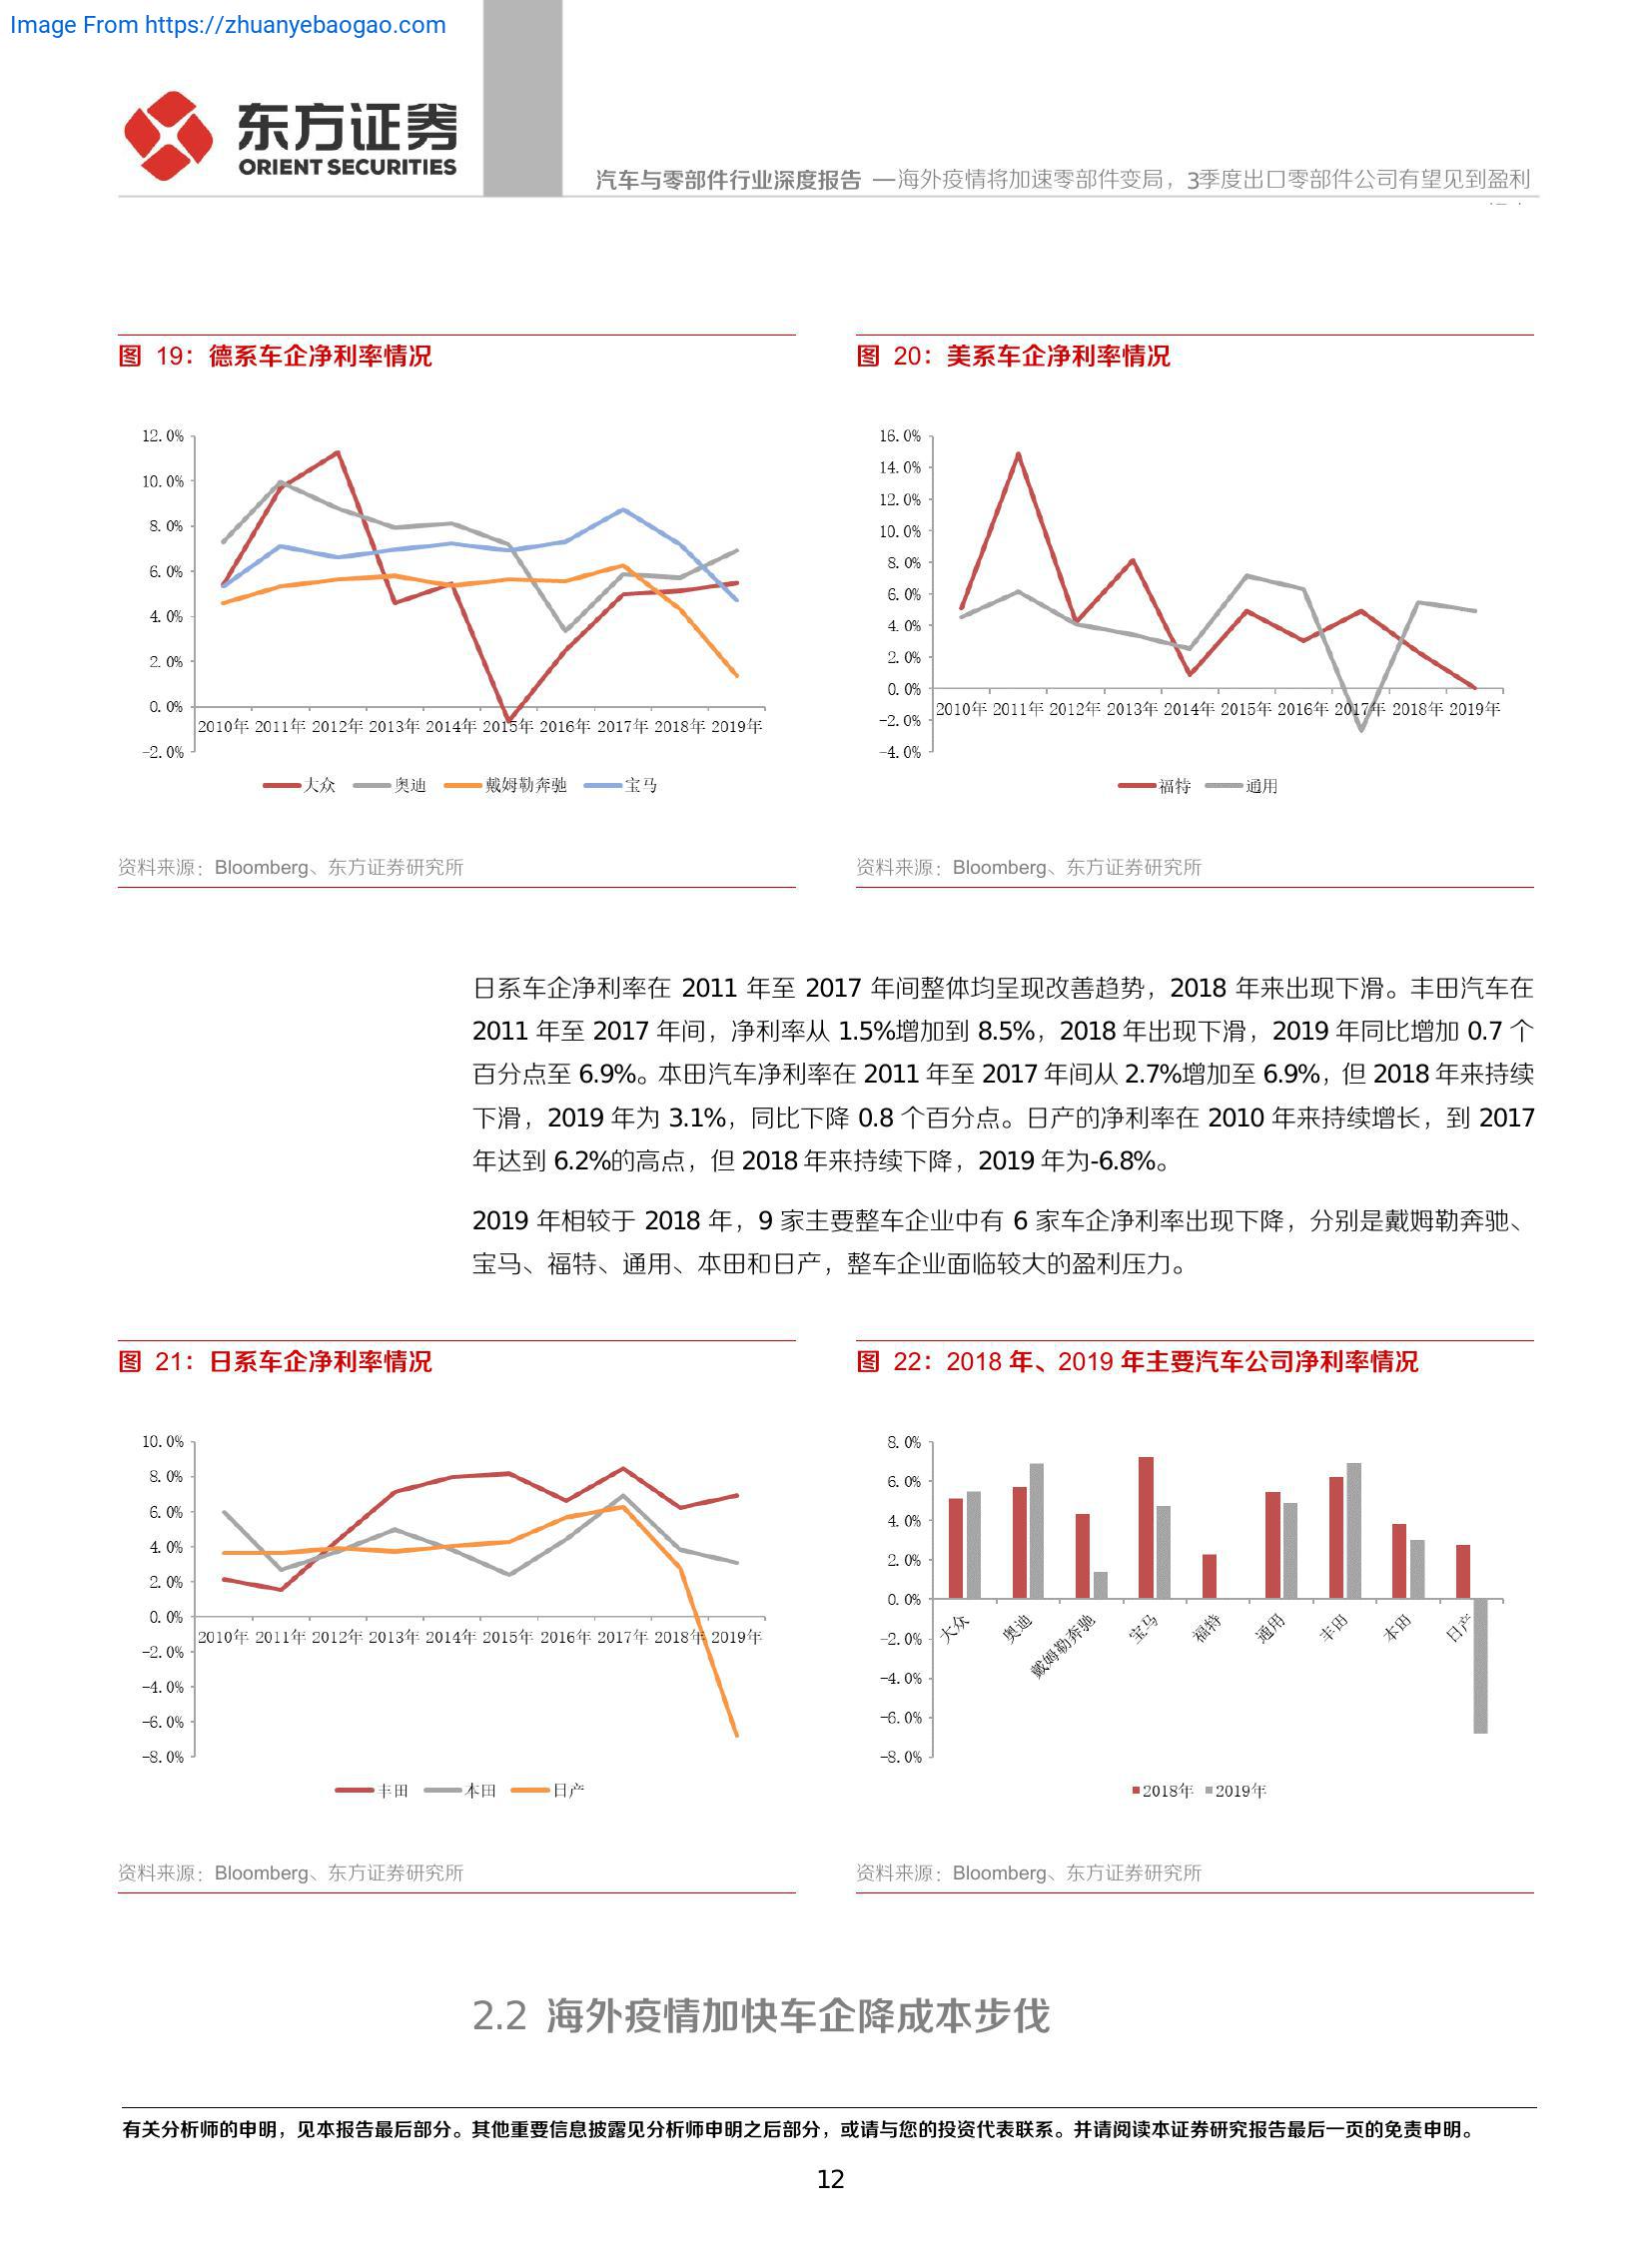 Image From https://zhuanyebaogao.com
东方证券
ORIENT SECURITIES
汽车与零部件行业深度报告 —海外疫情将加速零部件变局，3季度出口零部件公司有望见到盈利
图 19：德系车企净利率情况
12.0%
10.0%
8.0%
6.0%
4.0%
2.0%
0.0%
-2.0%
2010年 2011年 2012年 2013年 2014年 2015年 2016年 2017年 2018年 2019年
大众 奥迪 戴姆勒奔驰 宝马
资料来源：Bloomberg、东方证券研究所
图 20：美系车企净利率情况
16.0%
14.0%
12.0%
10.0%
8.0%
6.0%
4.0%
2.0%
0.0%
-2.0%
-4.0%
2010年 2011年 2012年 2013年 2014年 2015年 2016年 2017年 2018年 2019年
福特 通用
资料来源：Bloomberg、东方证券研究所
日系车企净利率在 2011 年至 2017 年间整体均呈现改善趋势，2018 年来出现下滑。丰田汽车在
2011 年至 2017 年间，净利率从 1.5%增加到 8.5%，2018 年出现下滑，2019 年同比增加 0.7 个
百分点至 6.9%。本田汽车净利率在 2011 年至 2017 年间从 2.7%增加至 6.9%，但 2018 年来持续
下滑，2019 年为 3.1%，同比下降 0.8 个百分点。日产的净利率在 2010 年来持续增长，到 2017
年达到 6.2%的高点，但 2018 年来持续下降，2019 年为-6.8%。
2019 年相较于 2018 年，9 家主要整车企业中有 6 家车企净利率出现下降，分别是戴姆勒奔驰、
宝马、福特、通用、本田和日产，整车企业面临较大的盈利压力。
图 21：日系车企净利率情况
10.0%
8.0%
6.0%
4.0%
2.0%
0.0%
-2.0%
-4.0%
-6.0%
-8.0%
2010年 2011年 2012年 2013年 2014年 2015年 2016年 2017年 2018年 2019年
丰田 本田 日产
资料来源：Bloomberg、东方证券研究所
图 22：2018 年、2019 年主要汽车公司净利率情况
8.0%
6.0%
4.0%
2.0%
0.0%
-2.0%
-4.0%
-6.0%
-8.0%
大众 奥迪 戴姆勒奔驰 宝马 福特 通用 丰田 本田 日产
2018年 2019年
资料来源：Bloomberg、东方证券研究所
2.2 海外疫情加快车企降成本步伐
有关分析师的申明，见本报告最后部分。其他重要信息披露见分析师申明之后部分，或请与您的投资代表联系。并请阅读本证券研究报告最后一页的免责申明。
12